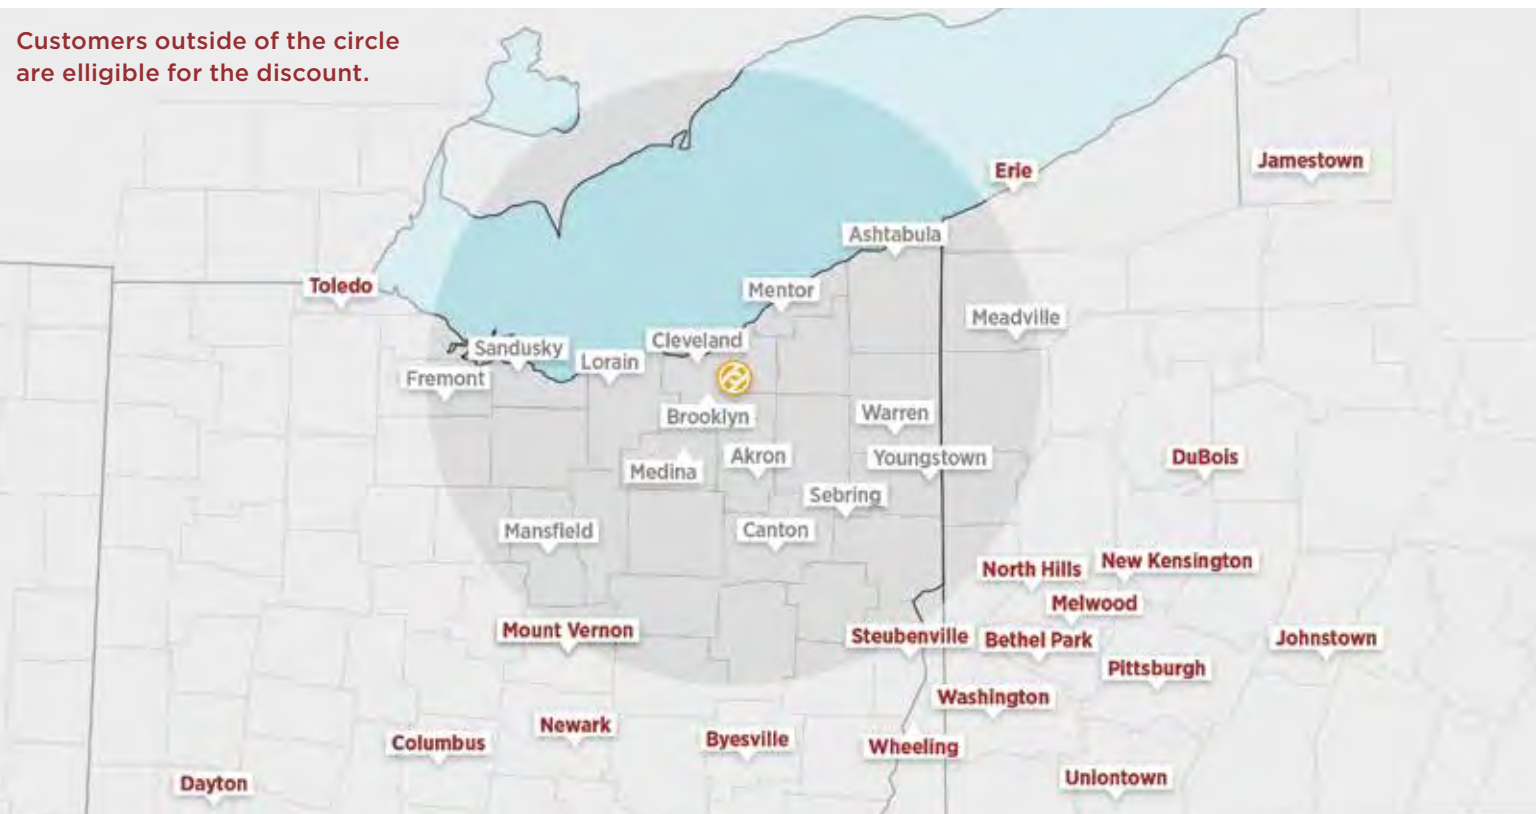 Customers outside of the circle
are elligible for the discount.
Jamestown
Erie
Ashtabula
Toledo
Mentor
Meadville
Cleveland
Sandusky
Lorain
Fremont
Brooklyn
Warren
Akron
Youngstown
DuBois
Medina
Sebring
Mansfield
Canton
North Hills
New Kensington
Melwood
Mount Vernon
Steubenville
Bethel Park
Johnstown
Pittsburgh
Washington
Newark
Columbus
Byesville
Wheeling
Dayton
Uniontown